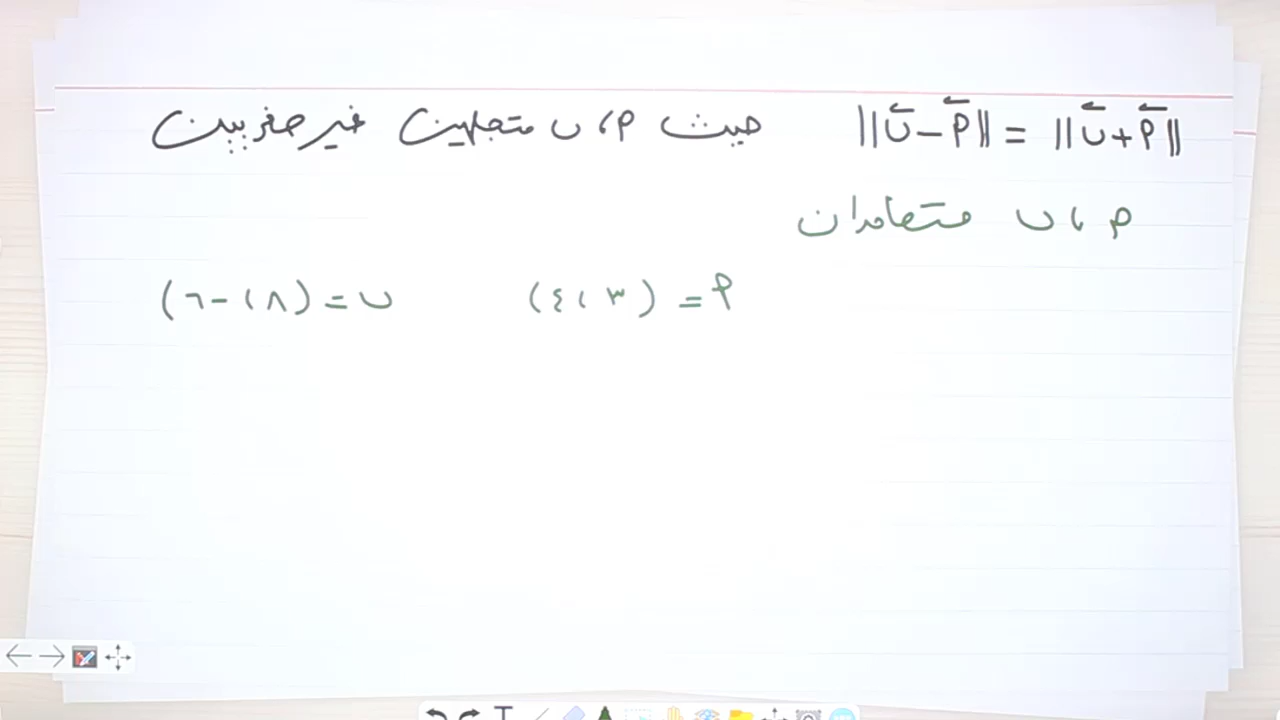 ‖م + ن‖ = ‖م − ن‖ حيث م، ن متجهين غير صفريين
م، ن متعامدان
م = (٣، ٤) ن = (٨، −٦)
T